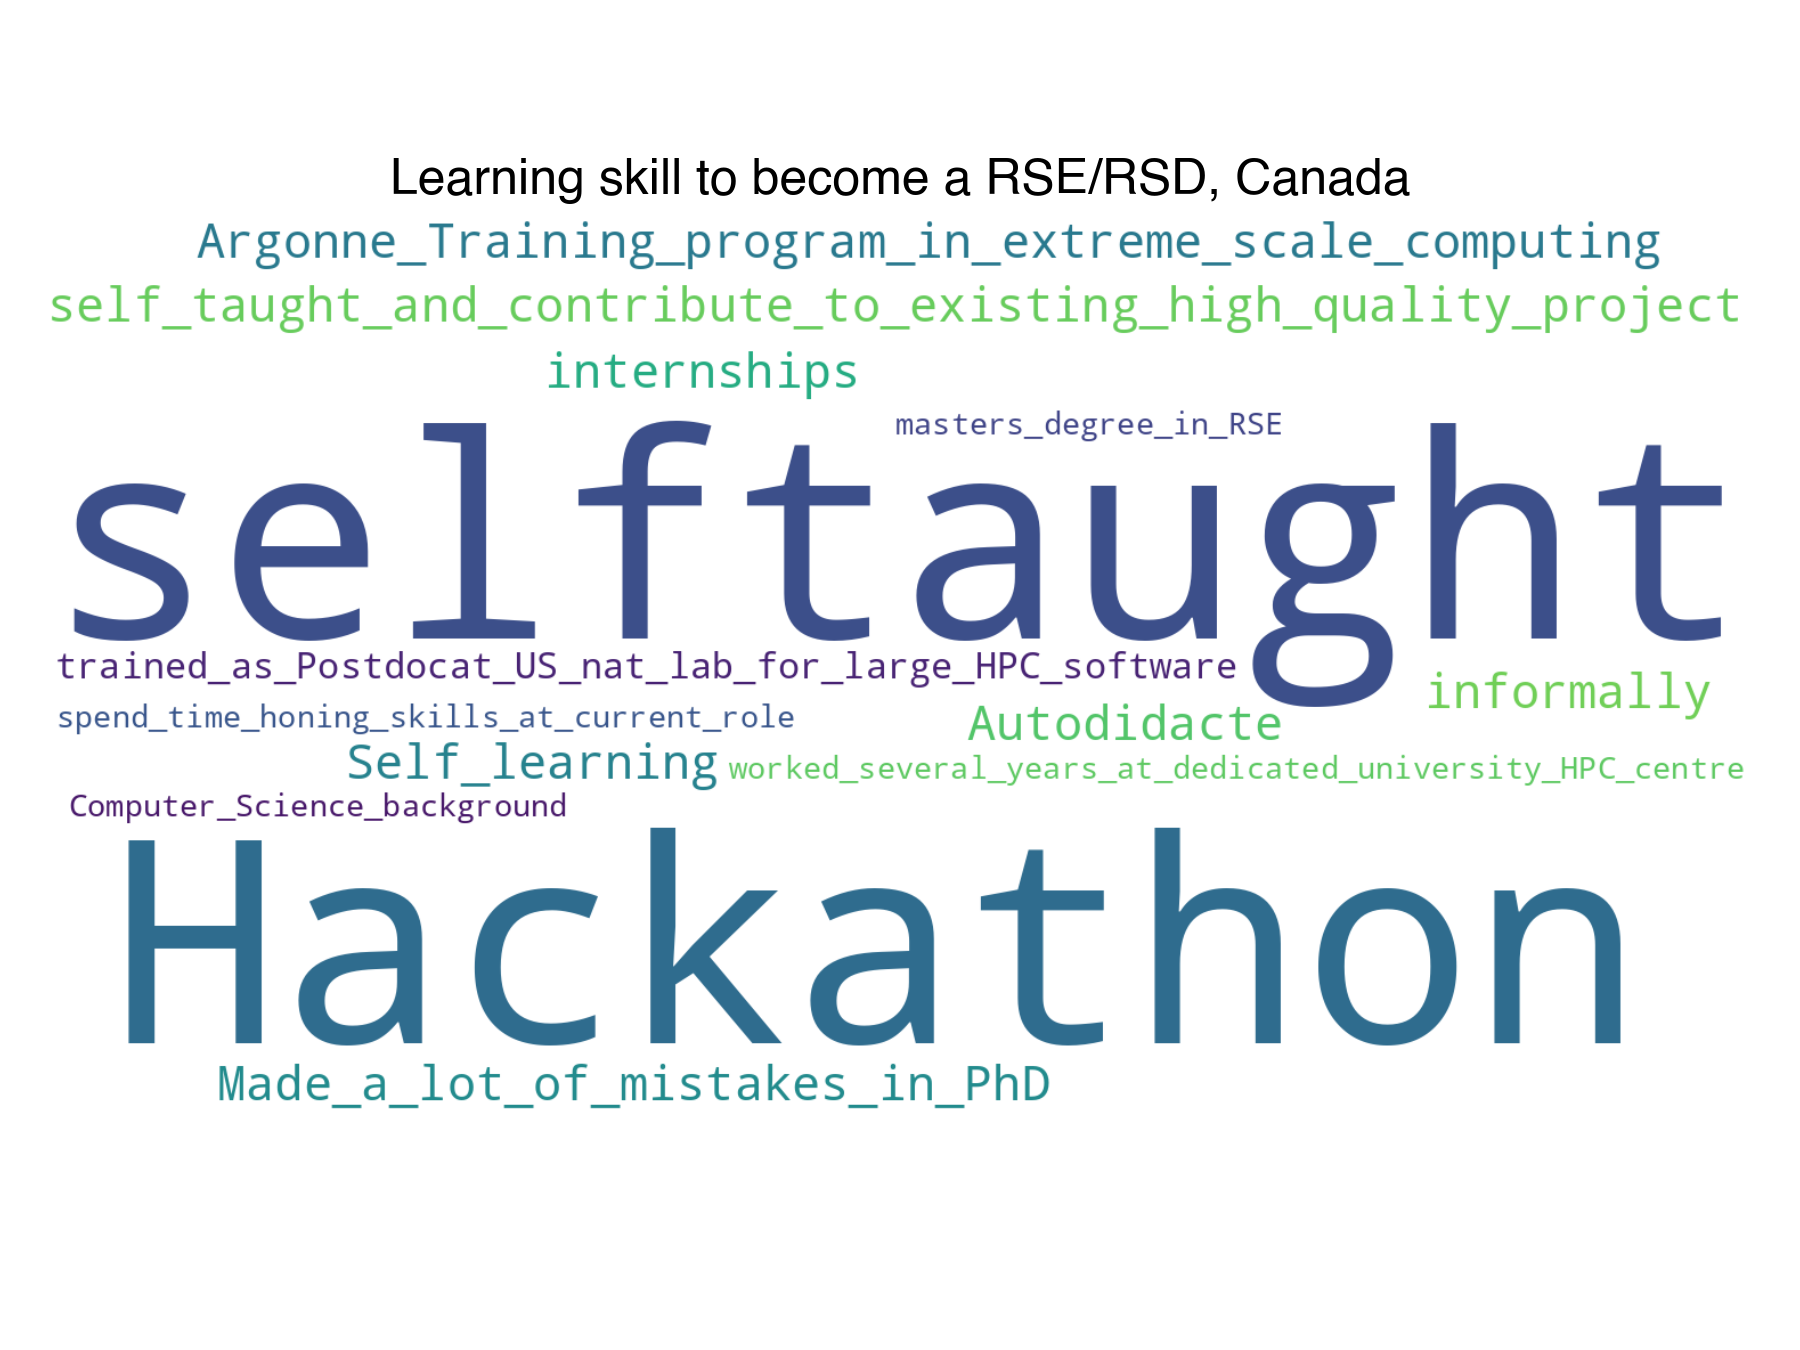 Learning skill to become a RSE/RSD, Canada
Argonne_Training_program_in_extreme_scale_computing
self_taught_and_contribute_to_existing_high_quality_project
internships
masters_degree_in_RSE
selftaught
trained_as_Postdocat_US_nat_lab_for_large_HPC_software
informally
spend_time_honing_skills_at_current_role
Autodidacte
Self_learning
worked_several_years_at_dedicated_university_HPC_centre
Computer_Science_background
Hackathon
Made_a_lot_of_mistakes_in_PhD